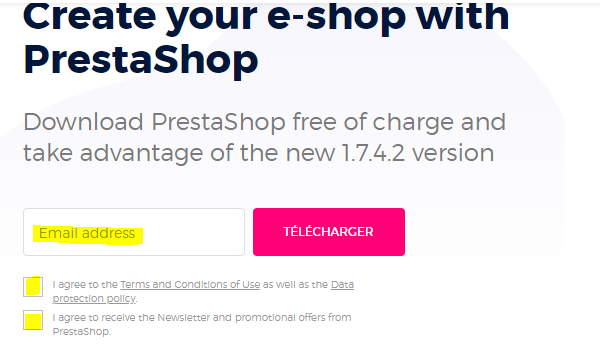 Create your e-shop with
PrestaShop
Download PrestaShop free of charge and
take advantage of the new 1.7.4.2 version
Email address
TÉLÉCHARGER
I agree to the Terms and Conditions of Use as well as the Data
protection policy.
I agree to receive the Newsletter and promotional offers from
PrestaShop.